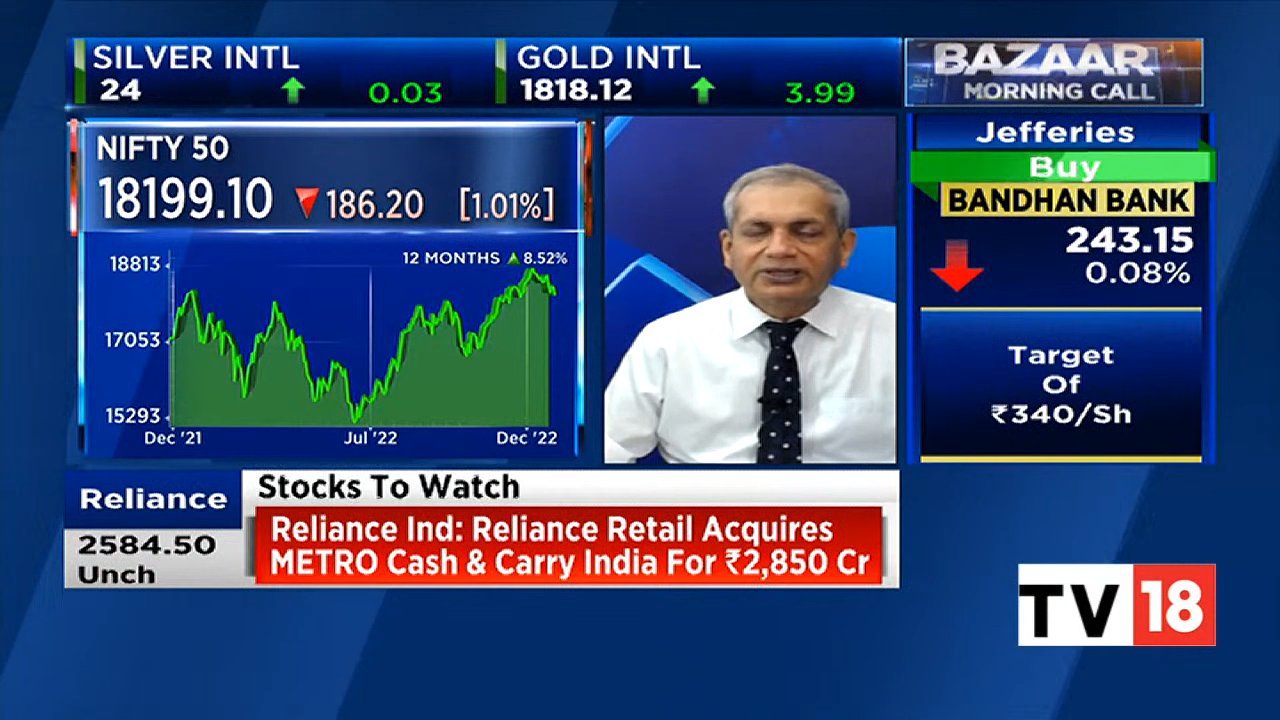 SILVER INTL
24 0.03
GOLD INTL
1818.12 3.99
BAZAAR
MORNING CALL
NIFTY 50
18199.10 186.20 [1.01%]
12 MONTHS 8.52%
18813
17053
15293
Dec '21 Jul '22 Dec '22
Jefferies
Buy
BANDHAN BANK
243.15
0.08%
Target
Of
₹340/Sh
Reliance
2584.50
Unch
Stocks To Watch
Reliance Ind: Reliance Retail Acquires
METRO Cash & Carry India For ₹2,850 Cr
TV18